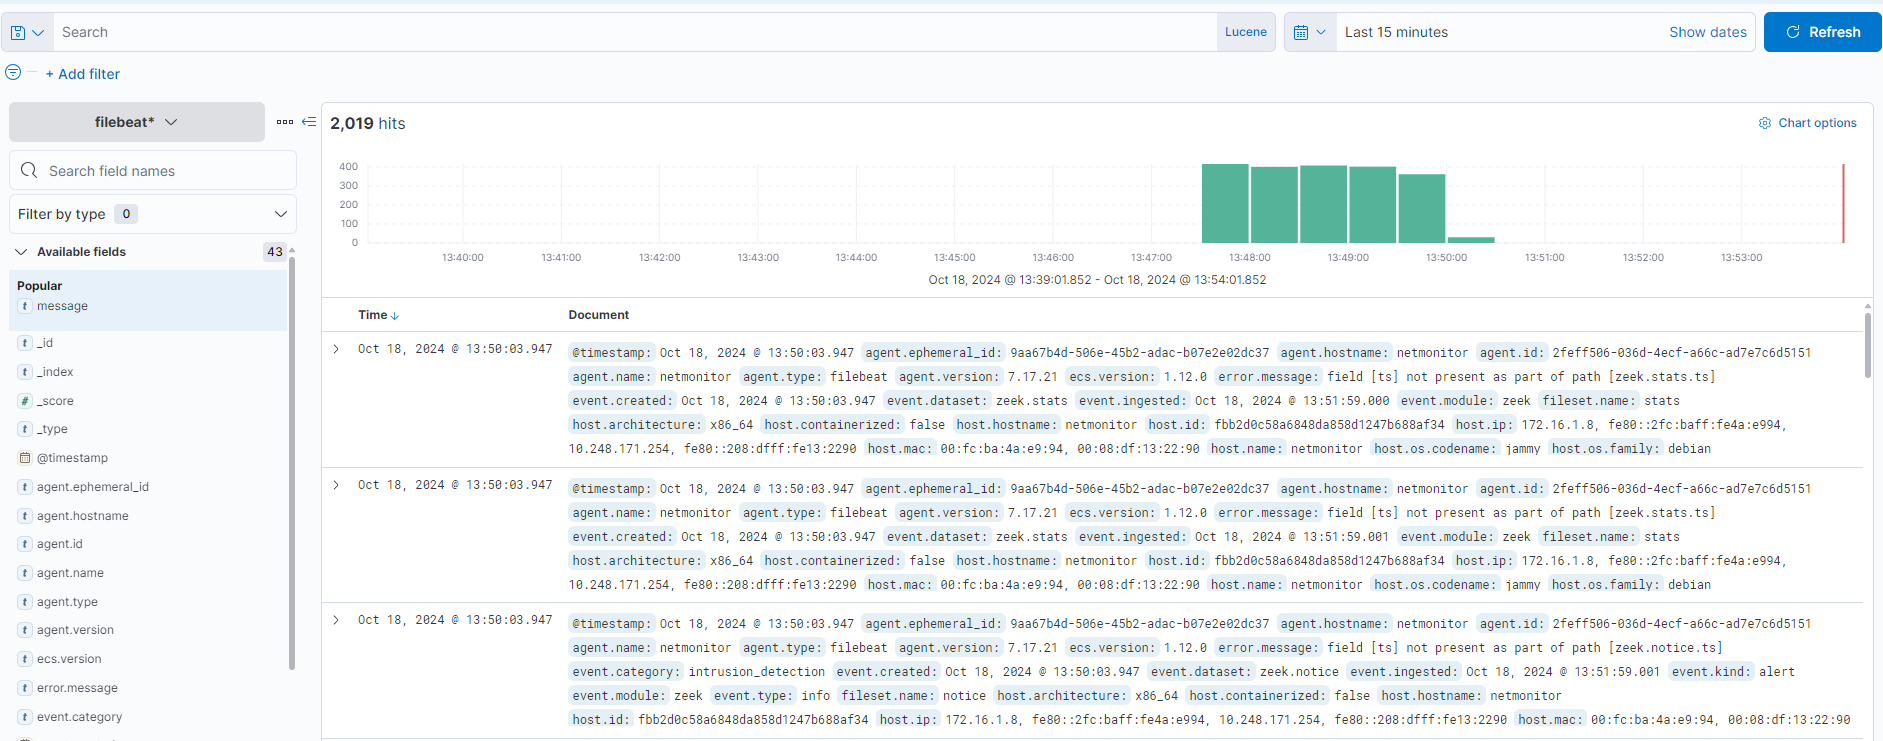 Search Lucene Last 15 minutes Show dates Refresh
+ Add filter
filebeat*
Search field names
Filter by type 0
Available fields 43
Popular
t message
t _id
t _index
# _score
t _type
@timestamp
t agent.ephemeral_id
t agent.hostname
t agent.id
t agent.name
t agent.type
t agent.version
t ecs.version
t error.message
t event.category
2,019 hits
Chart options
400
300
200
100
0
13:40:00 13:41:00 13:42:00 13:43:00 13:44:00 13:45:00 13:46:00 13:47:00 13:48:00 13:49:00 13:50:00 13:51:00 13:52:00 13:53:00
Oct 18, 2024 @ 13:39:01.852 - Oct 18, 2024 @ 13:54:01.852
Time Document
Oct 18, 2024 @ 13:50:03.947
@timestamp: Oct 18, 2024 @ 13:50:03.947 agent.ephemeral_id: 9aa67b4d-506e-45b2-adac-b07e2e02dc37 agent.hostname: netmonitor agent.id: 2feff506-036d-4ecf-a66c-ad7e7c6d5151
agent.name: netmonitor agent.type: filebeat agent.version: 7.17.21 ecs.version: 1.12.0 error.message: field [ts] not present as part of path [zeek.stats.ts]
event.created: Oct 18, 2024 @ 13:50:03.947 event.dataset: zeek.stats event.ingested: Oct 18, 2024 @ 13:51:59.000 event.module: zeek fileset.name: stats
host.architecture: x86_64 host.containerized: false host.hostname: netmonitor host.id: fbb2d0c58a6848da858d1247b688af34 host.ip: 172.16.1.8, fe80::2fc:baff:fe4a:e994,
10.248.171.254, fe80::208:dfff:fe13:2290 host.mac: 00:fc:ba:4a:e9:94, 00:08:df:13:22:90 host.name: netmonitor host.os.codename: jammy host.os.family: debian
Oct 18, 2024 @ 13:50:03.947
@timestamp: Oct 18, 2024 @ 13:50:03.947 agent.ephemeral_id: 9aa67b4d-506e-45b2-adac-b07e2e02dc37 agent.hostname: netmonitor agent.id: 2feff506-036d-4ecf-a66c-ad7e7c6d5151
agent.name: netmonitor agent.type: filebeat agent.version: 7.17.21 ecs.version: 1.12.0 error.message: field [ts] not present as part of path [zeek.stats.ts]
event.created: Oct 18, 2024 @ 13:50:03.947 event.dataset: zeek.stats event.ingested: Oct 18, 2024 @ 13:51:59.001 event.module: zeek fileset.name: stats
host.architecture: x86_64 host.containerized: false host.hostname: netmonitor host.id: fbb2d0c58a6848da858d1247b688af34 host.ip: 172.16.1.8, fe80::2fc:baff:fe4a:e994,
10.248.171.254, fe80::208:dfff:fe13:2290 host.mac: 00:fc:ba:4a:e9:94, 00:08:df:13:22:90 host.name: netmonitor host.os.codename: jammy host.os.family: debian
Oct 18, 2024 @ 13:50:03.947
@timestamp: Oct 18, 2024 @ 13:50:03.947 agent.ephemeral_id: 9aa67b4d-506e-45b2-adac-b07e2e02dc37 agent.hostname: netmonitor agent.id: 2feff506-036d-4ecf-a66c-ad7e7c6d5151
agent.name: netmonitor agent.type: filebeat agent.version: 7.17.21 ecs.version: 1.12.0 error.message: field [ts] not present as part of path [zeek.notice.ts]
event.category: intrusion_detection event.created: Oct 18, 2024 @ 13:50:03.947 event.dataset: zeek.notice event.ingested: Oct 18, 2024 @ 13:51:59.001 event.kind: alert
event.module: zeek event.type: info fileset.name: notice host.architecture: x86_64 host.containerized: false host.hostname: netmonitor
host.id: fbb2d0c58a6848da858d1247b688af34 host.ip: 172.16.1.8, fe80::2fc:baff:fe4a:e994, 10.248.171.254, fe80::208:dfff:fe13:2290 host.mac: 00:fc:ba:4a:e9:94, 00:08:df:13:22:90